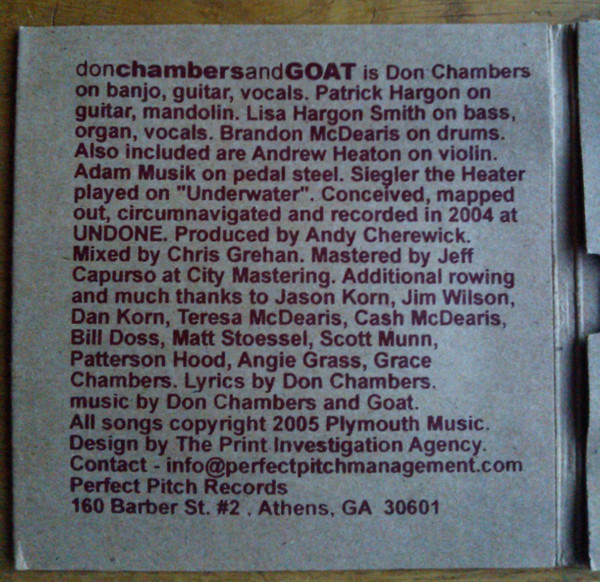 donchambersandGOAT is Don Chambers
on banjo, guitar, vocals. Patrick Hargon on
guitar, mandolin. Lisa Hargon Smith on bass,
organ, vocals. Brandon McDearis on drums.
Also included are Andrew Heaton on violin.
Adam Musik on pedal steel. Siegler the Heater
played on "Underwater". Conceived, mapped
out, circumnavigated and recorded in 2004 at
UNDONE. Produced by Andy Cherewick.
Mixed by Chris Grehan. Mastered by Jeff
Capurso at City Mastering. Additional rowing
and much thanks to Jason Korn, Jim Wilson,
Dan Korn, Teresa McDearis, Cash McDearis,
Bill Doss, Matt Stoessel, Scott Munn,
Patterson Hood, Angie Grass, Grace
Chambers. Lyrics by Don Chambers.
music by Don Chambers and Goat.
All songs copyright 2005 Plymouth Music.
Design by The Print Investigation Agency.
Contact - info@perfectpitchmanagement.com
Perfect Pitch Records
160 Barber St. #2 , Athens, GA 30601